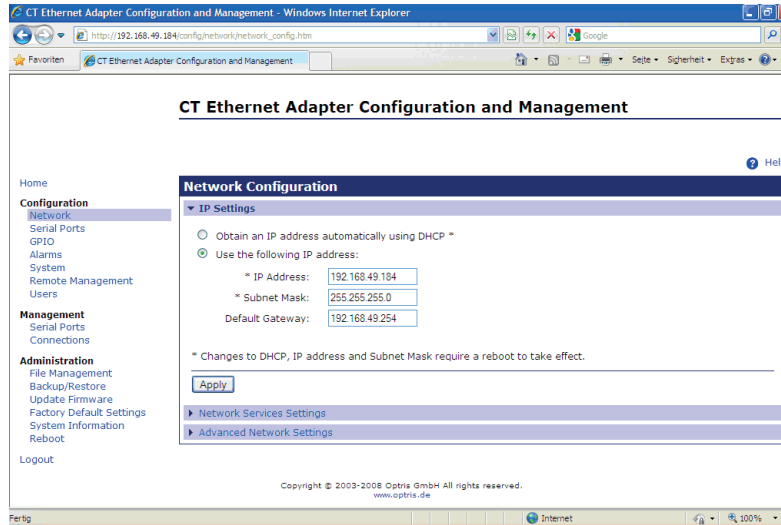 CT Ethernet Adapter Configuration and Management - Windows Internet Explorer
http://192.168.49.184/config/network/network_config.htm
Google
Favoriten
CT Ethernet Adapter Configuration and Management
Seite
Sicherheit
Extras
CT Ethernet Adapter Configuration and Management
Hel
Home
Configuration
Network
Serial Ports
GPIO
Alarms
System
Remote Management
Users
Management
Serial Ports
Connections
Administration
File Management
Backup/Restore
Update Firmware
Factory Default Settings
System Information
Reboot
Logout
Network Configuration
IP Settings
Obtain an IP address automatically using DHCP *
Use the following IP address:
* IP Address: 192.168.49.184
* Subnet Mask: 255.255.255.0
Default Gateway: 192.168.49.254
* Changes to DHCP, IP address and Subnet Mask require a reboot to take effect.
Apply
Network Services Settings
Advanced Network Settings
Copyright © 2003-2008 Optris GmbH All rights reserved.
www.optris.de
Fertig
Internet
100%